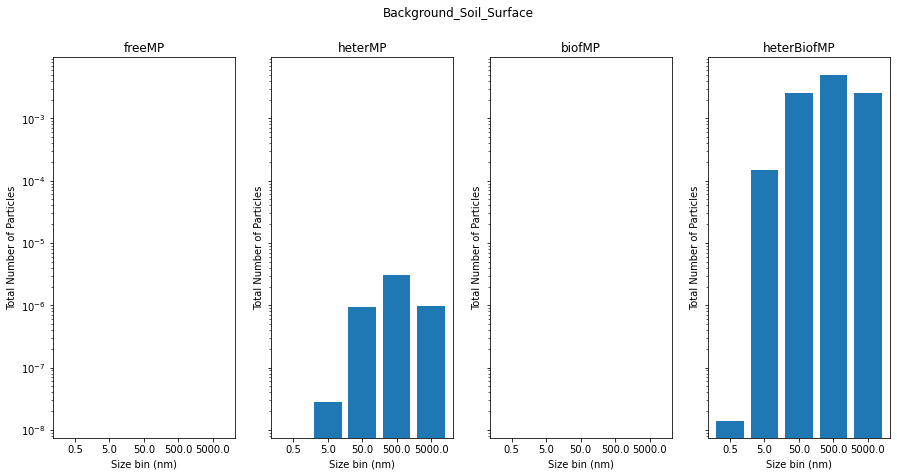 Background_Soil_Surface
freeMP
heterMP
biofMP
heterBiofMP
Total Number of Particles
10⁻³
10⁻⁴
10⁻⁵
10⁻⁶
10⁻⁷
10⁻⁸
0.5 5.0 50.0 500.0 5000.0
Size bin (nm)
Total Number of Particles
0.5 5.0 50.0 500.0 5000.0
Size bin (nm)
Total Number of Particles
0.5 5.0 50.0 500.0 5000.0
Size bin (nm)
Total Number of Particles
0.5 5.0 50.0 500.0 5000.0
Size bin (nm)